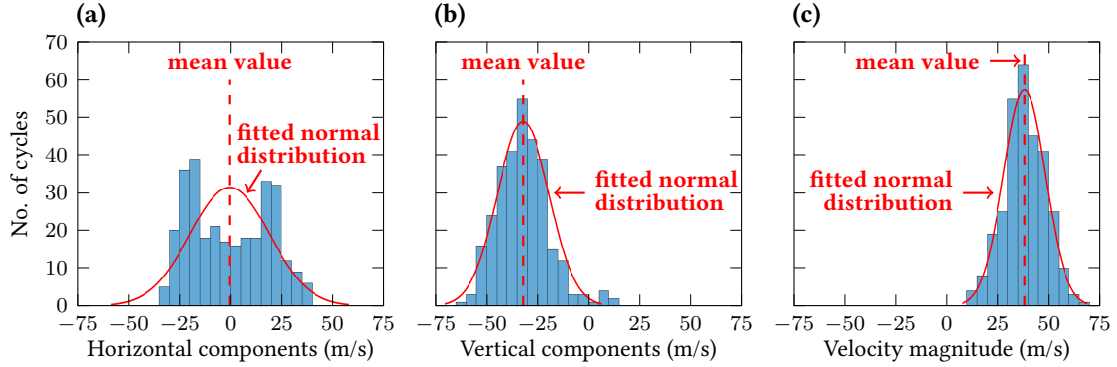 (a)
(b)
(c)
No. of cycles
70
60
50
40
30
20
10
0
mean value
fitted normal
distribution
−75 −50 −25 0 25 50 75
Horizontal components (m/s)
mean value
fitted normal
distribution
−75 −50 −25 0 25 50 75
Vertical components (m/s)
mean value
fitted normal
distribution
−75 −50 −25 0 25 50 75
Velocity magnitude (m/s)